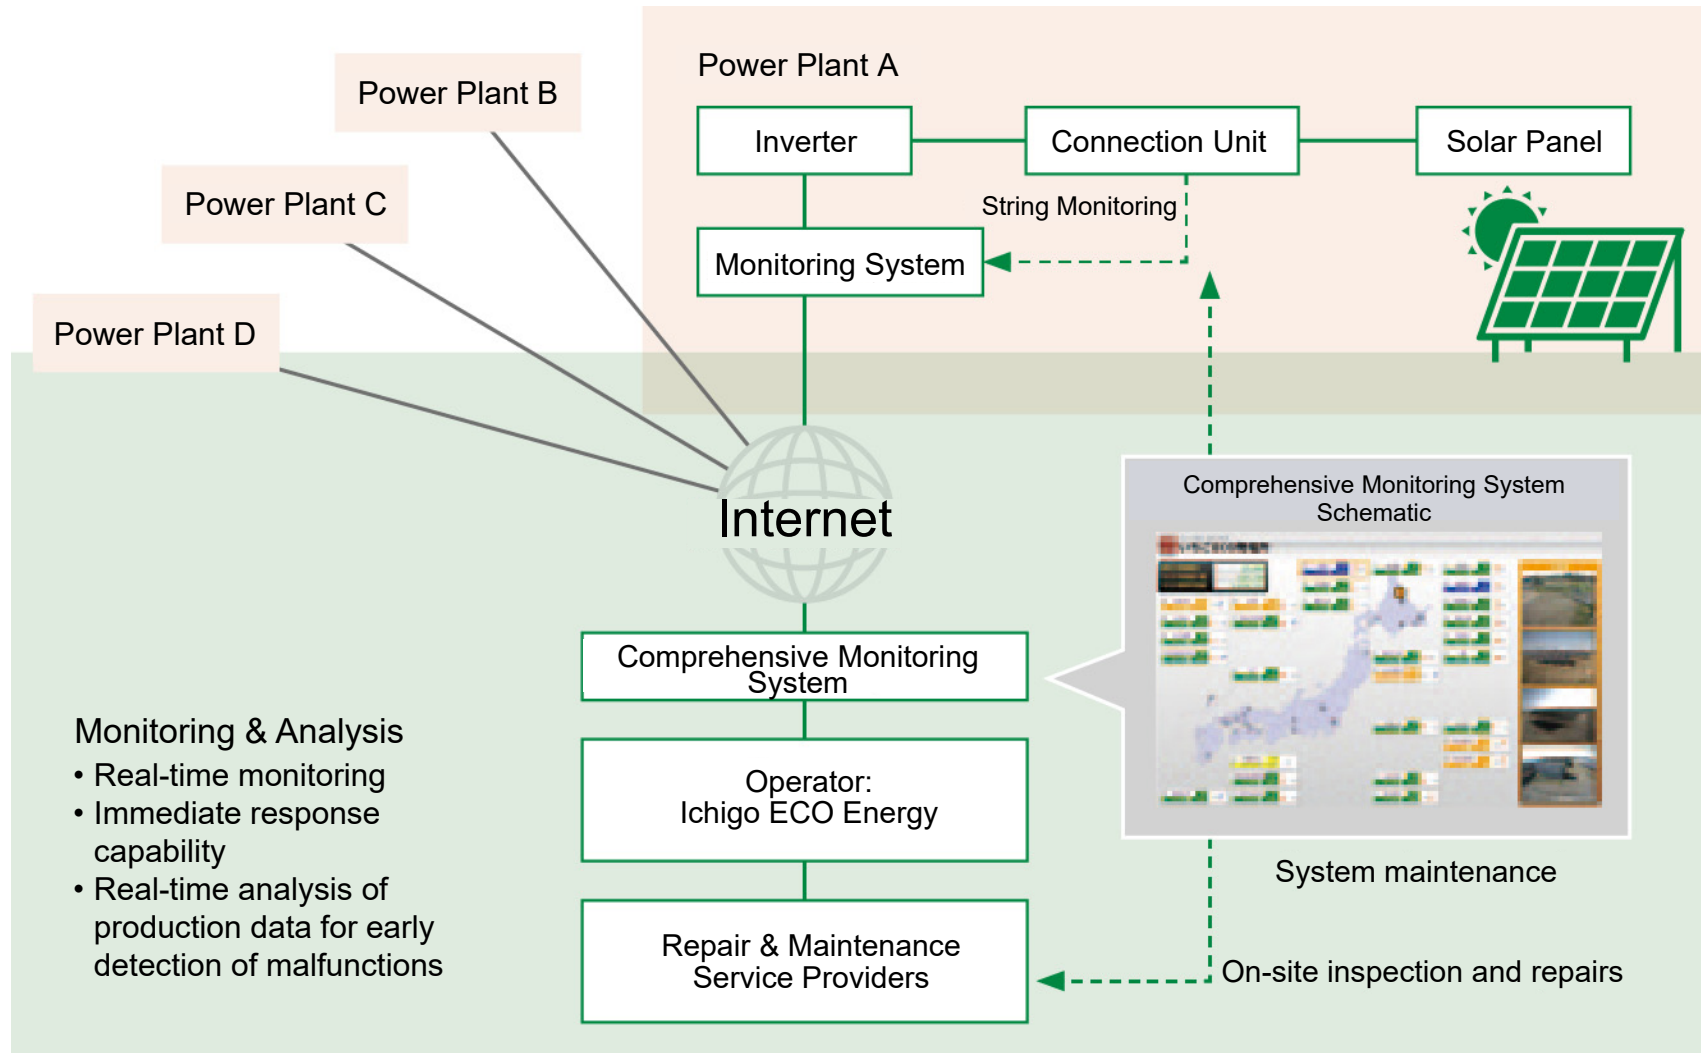 Power Plant A
Power Plant B
Inverter
Connection Unit
Solar Panel
Power Plant C
String Monitoring
Monitoring System
Power Plant D
Internet
Comprehensive Monitoring System
Schematic
Comprehensive Monitoring
System
Monitoring & Analysis
• Real-time monitoring
• Immediate response
capability
• Real-time analysis of
production data for early
detection of malfunctions
Operator:
Ichigo ECO Energy
System maintenance
Repair & Maintenance
Service Providers
On-site inspection and repairs